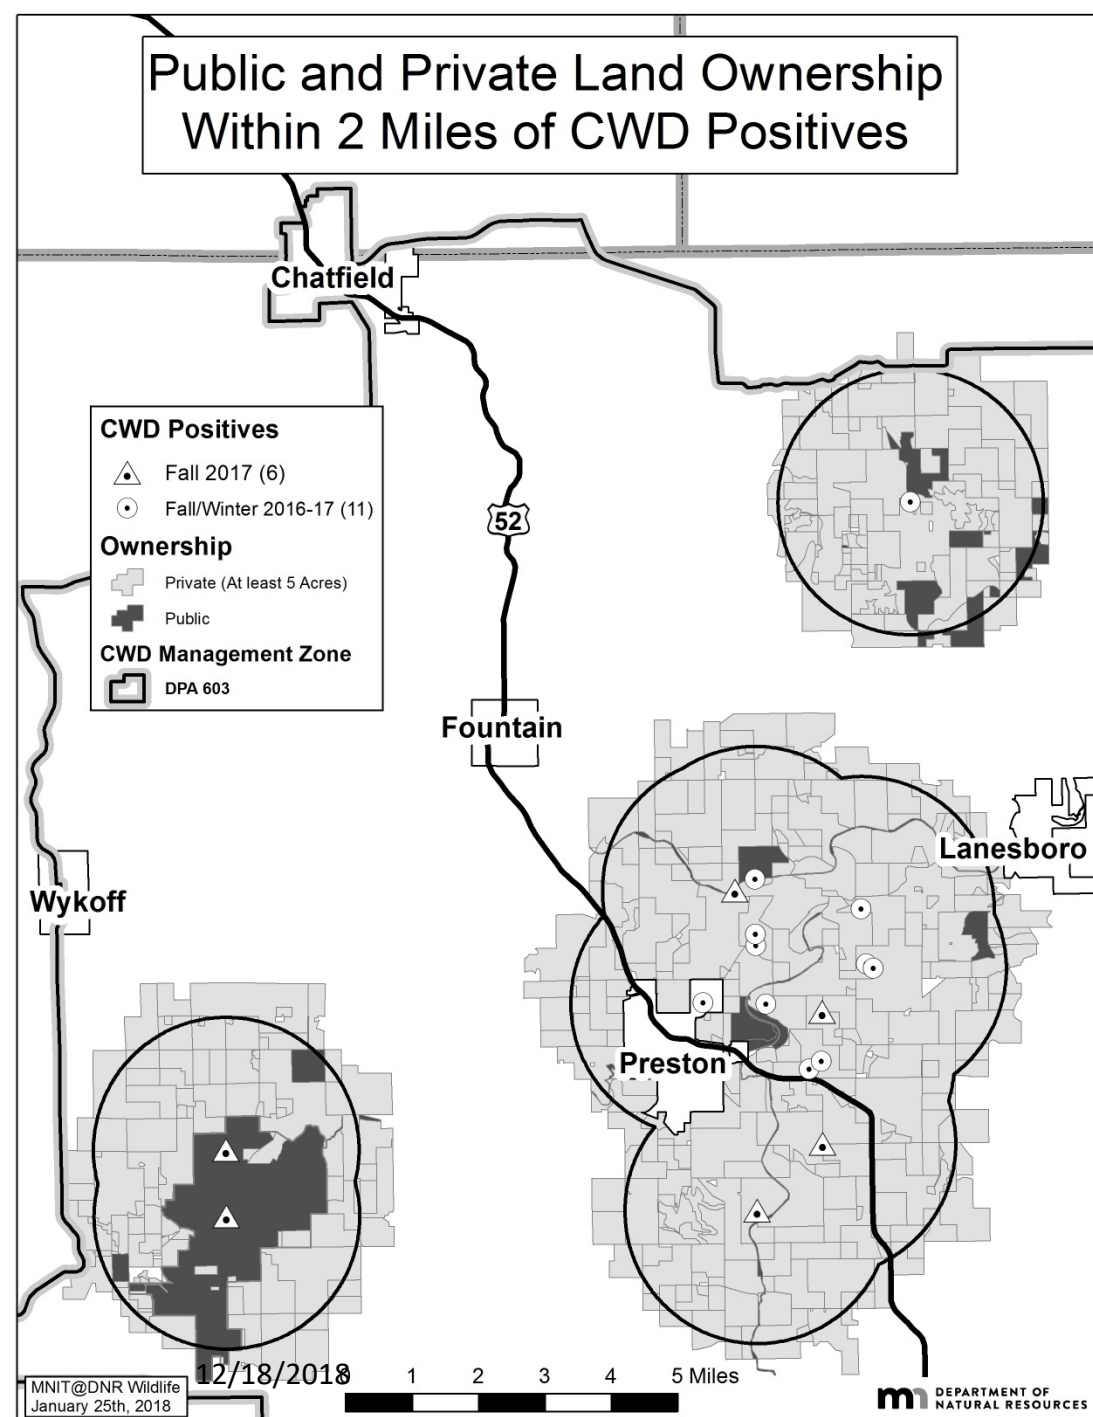 Public and Private Land Ownership
Within 2 Miles of CWD Positives
Chatfield
CWD Positives
Fall 2017 (6)
Fall/Winter 2016-17 (11)
Ownership
Private (At least 5 Acres)
Public
CWD Management Zone
DPA 603
52
Fountain
Lanesboro
Wykoff
Preston
12/18/2018
0 1 2 3 4 5 Miles
MNIT@DNR Wildlife
January 25th, 2018
mn DEPARTMENT OF
NATURAL RESOURCES